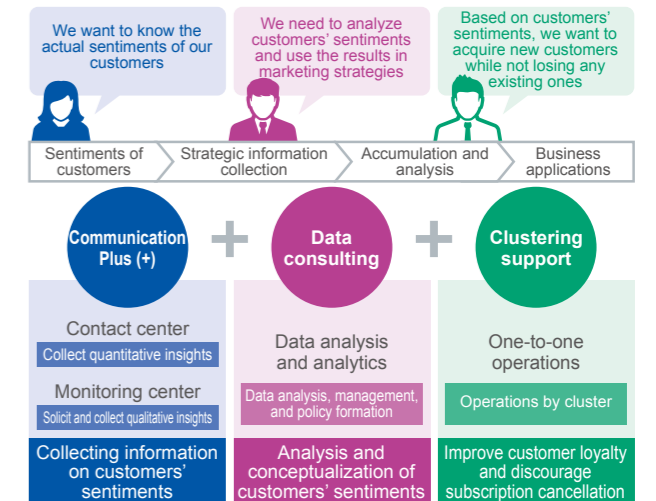 We want to know the
actual sentiments of our
customers
We need to analyze
customers' sentiments
and use the results in
marketing strategies
Based on customers'
sentiments, we want to
acquire new customers
while not losing any
existing ones
Sentiments of
customers
Strategic information
collection
Accumulation and
analysis
Business
applications
Communication
Plus (+)
+
Data
consulting
+
Clustering
support
Contact center
Collect quantitative insights
Monitoring center
Solicit and collect qualitative insights
Collecting information
on customers'
sentiments
Data analysis
and analytics
Data analysis, management,
and policy formation
Analysis and
conceptualization of
customers' sentiments
One-to-one
operations
Operations by cluster
Improve customer loyalty
and discourage
subscription cancellation